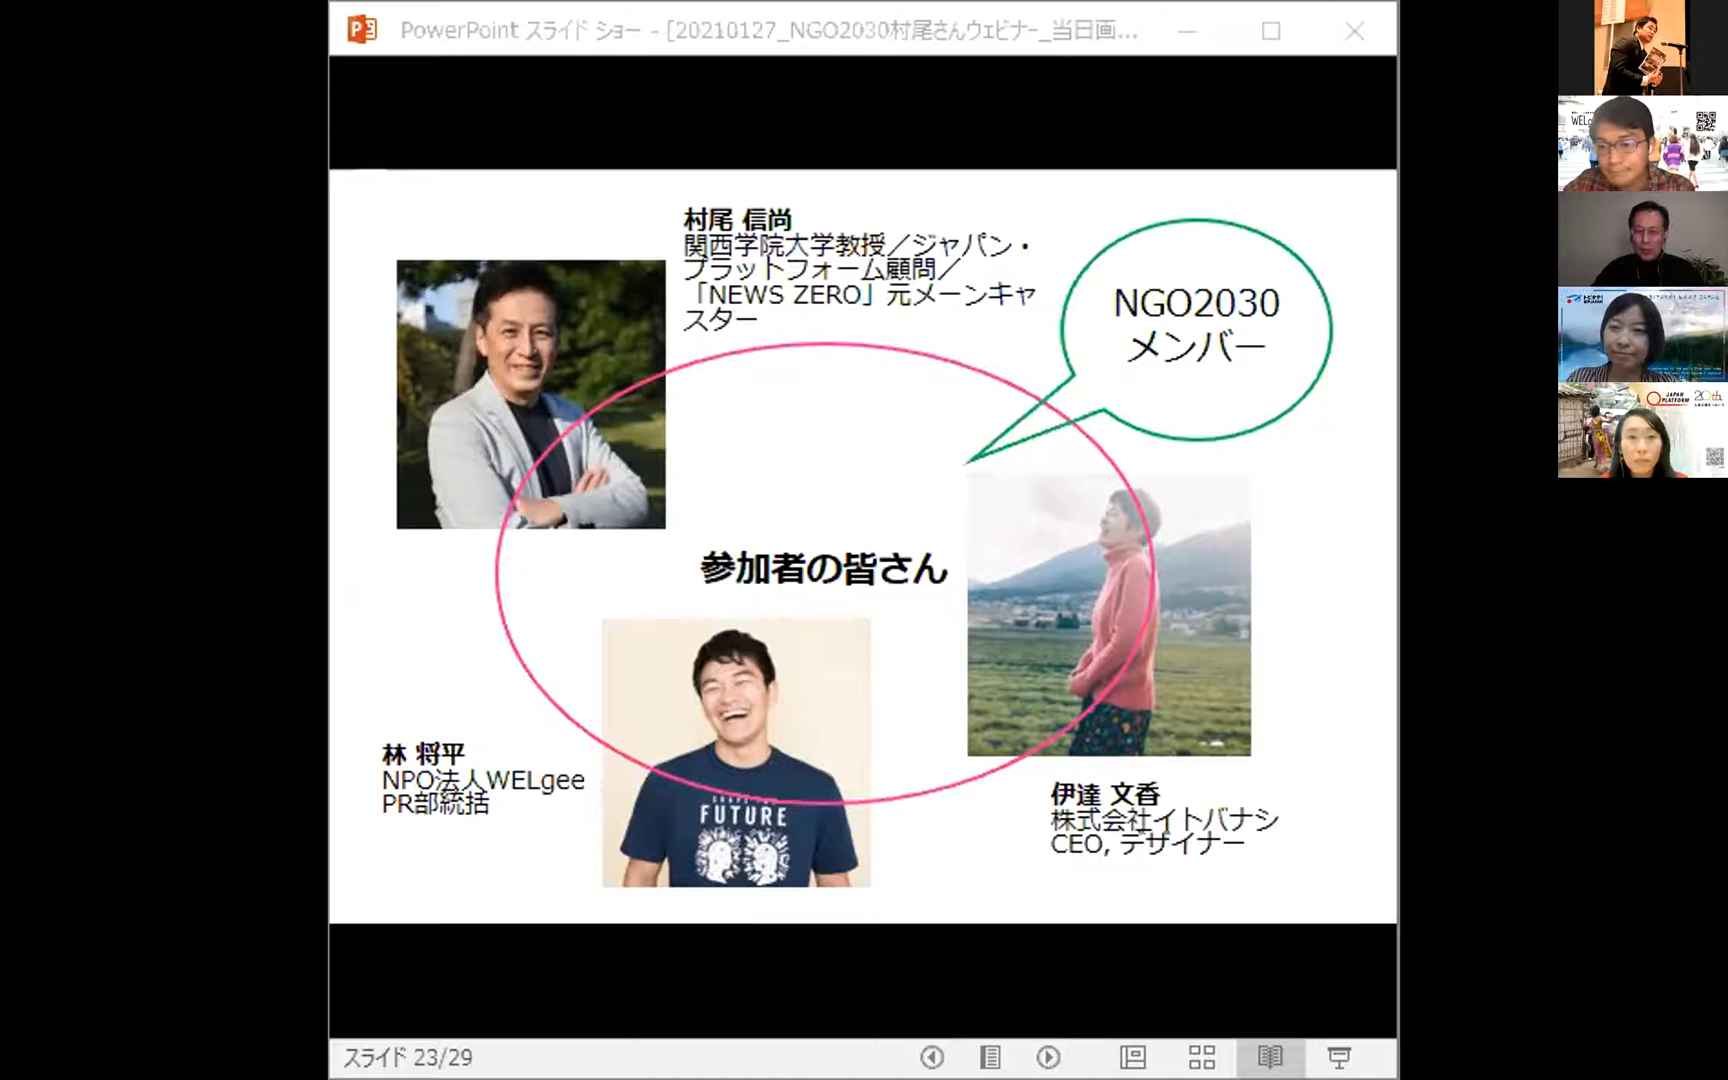 PowerPoint スライド ショー - [20210127_NGO2030村尾さんウェビナー_当日画...
村尾 信尚
関西学院大学教授／ジャパン・
プラットフォーム顧問／
「NEWS ZERO」元メーンキャ
スター
NGO2030
メンバー
参加者の皆さん
林 将平
NPO法人WELgee
PR部統括
FUTURE
伊達 文香
株式会社イトバナシ
CEO, デザイナー
スライド 23/29
JAPAN
PLATFORM
20th